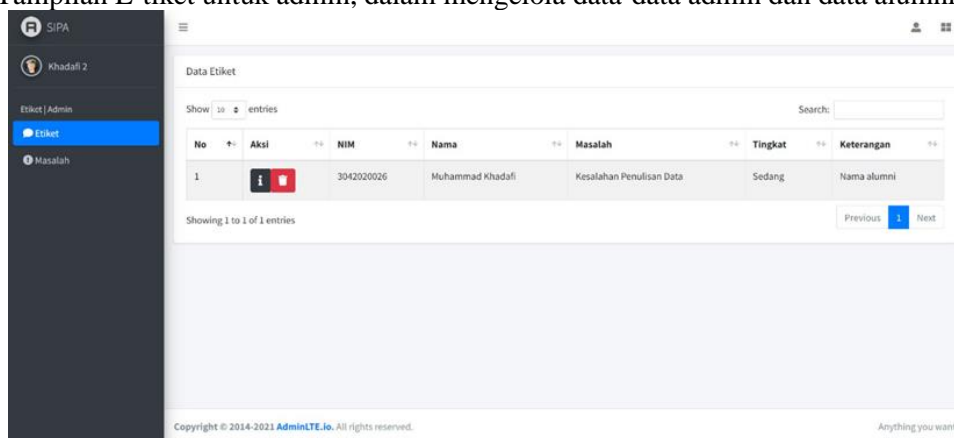 Tampilan E-tiket untuk admin, dalam mengelola data-data admin dan data alumni
SIPA
Khadafi 2
Etiket | Admin
Etiket
Masalah
Data Etiket
Show 10 entries
Search:
No Aksi NIM Nama Masalah Tingkat Keterangan
1 3042020026 Muhammad Khadafi Kesalahan Penulisan Data Sedang Nama alumni
Showing 1 to 1 of 1 entries
Previous 1 Next
Copyright © 2014-2021 AdminLTE.io. All rights reserved.
Anything you want